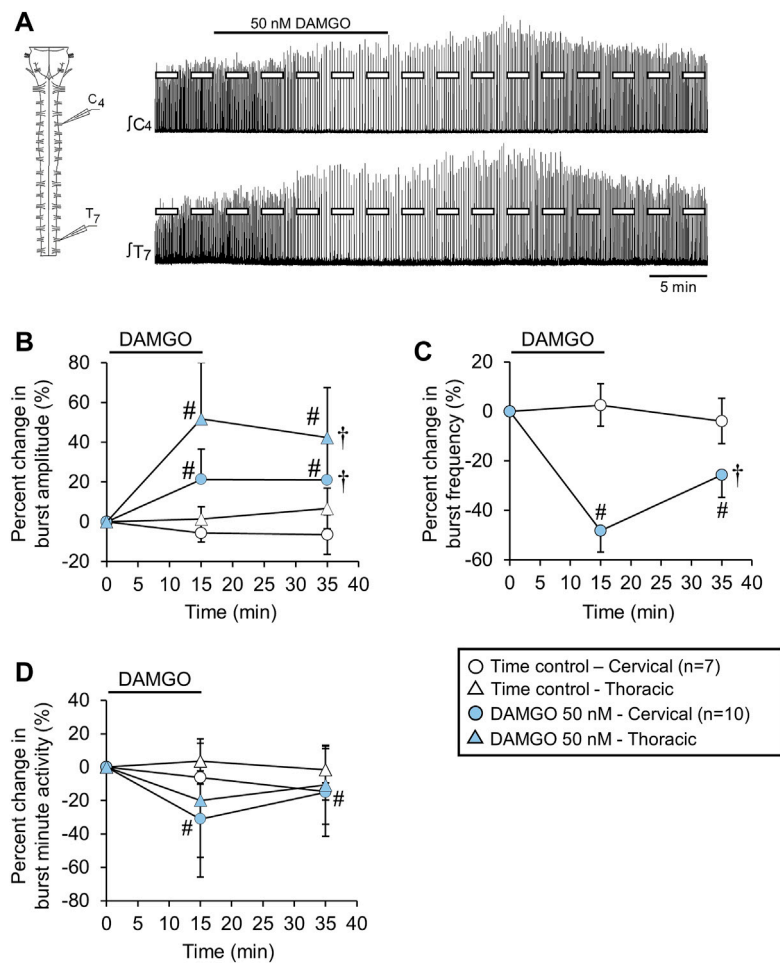 A
50 nM DAMGO
C4
∫C4
T7
∫T7
5 min
B
DAMGO
Percent change in
burst amplitude (%)
80
60
40
20
0
-20
#
#
†
#
#
†
0 5 10 15 20 25 30 35 40
Time (min)
C
DAMGO
Percent change in
burst frequency (%)
20
0
-20
-40
-60
#
†
#
0 5 10 15 20 25 30 35 40
Time (min)
D
DAMGO
Percent change in
burst minute activity (%)
40
20
0
-20
-40
-60
-80
#
#
0 5 10 15 20 25 30 35 40
Time (min)
Time control – Cervical (n=7)
Time control - Thoracic
DAMGO 50 nM - Cervical (n=10)
DAMGO 50 nM - Thoracic